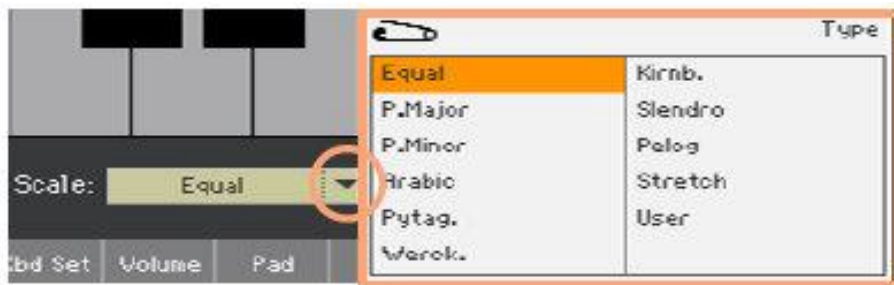 Type
Equal
P.Major
P.Minor
Arabic
Pytag.
Werck.
Kirnb.
Slendro
Pelog
Stretch
User
Scale: Equal
Kbd Set Volume Pad